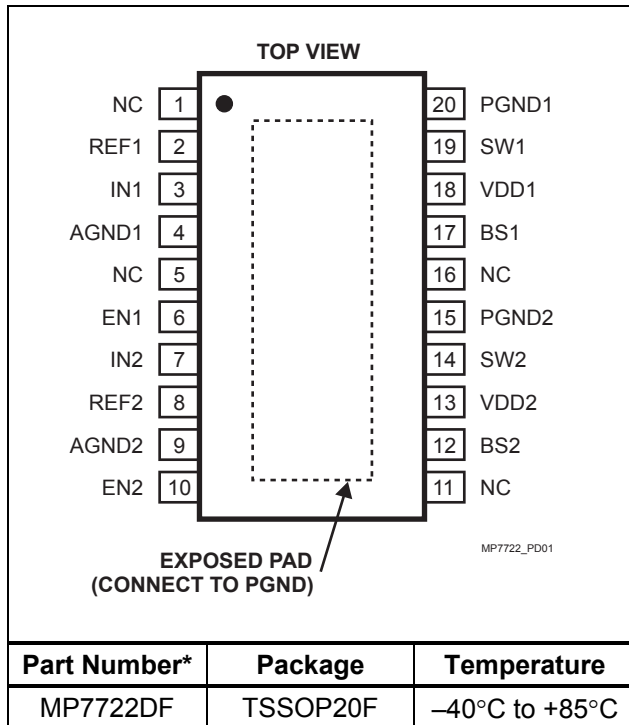 TOP VIEW
NC 1 20 PGND1
REF1 2 19 SW1
IN1 3 18 VDD1
AGND1 4 17 BS1
NC 5 16 NC
EN1 6 15 PGND2
IN2 7 14 SW2
REF2 8 13 VDD2
AGND2 9 12 BS2
EN2 10 11 NC
MP7722_PD01
EXPOSED PAD
(CONNECT TO PGND)
Part Number* Package Temperature
MP7722DF TSSOP20F –40°C to +85°C